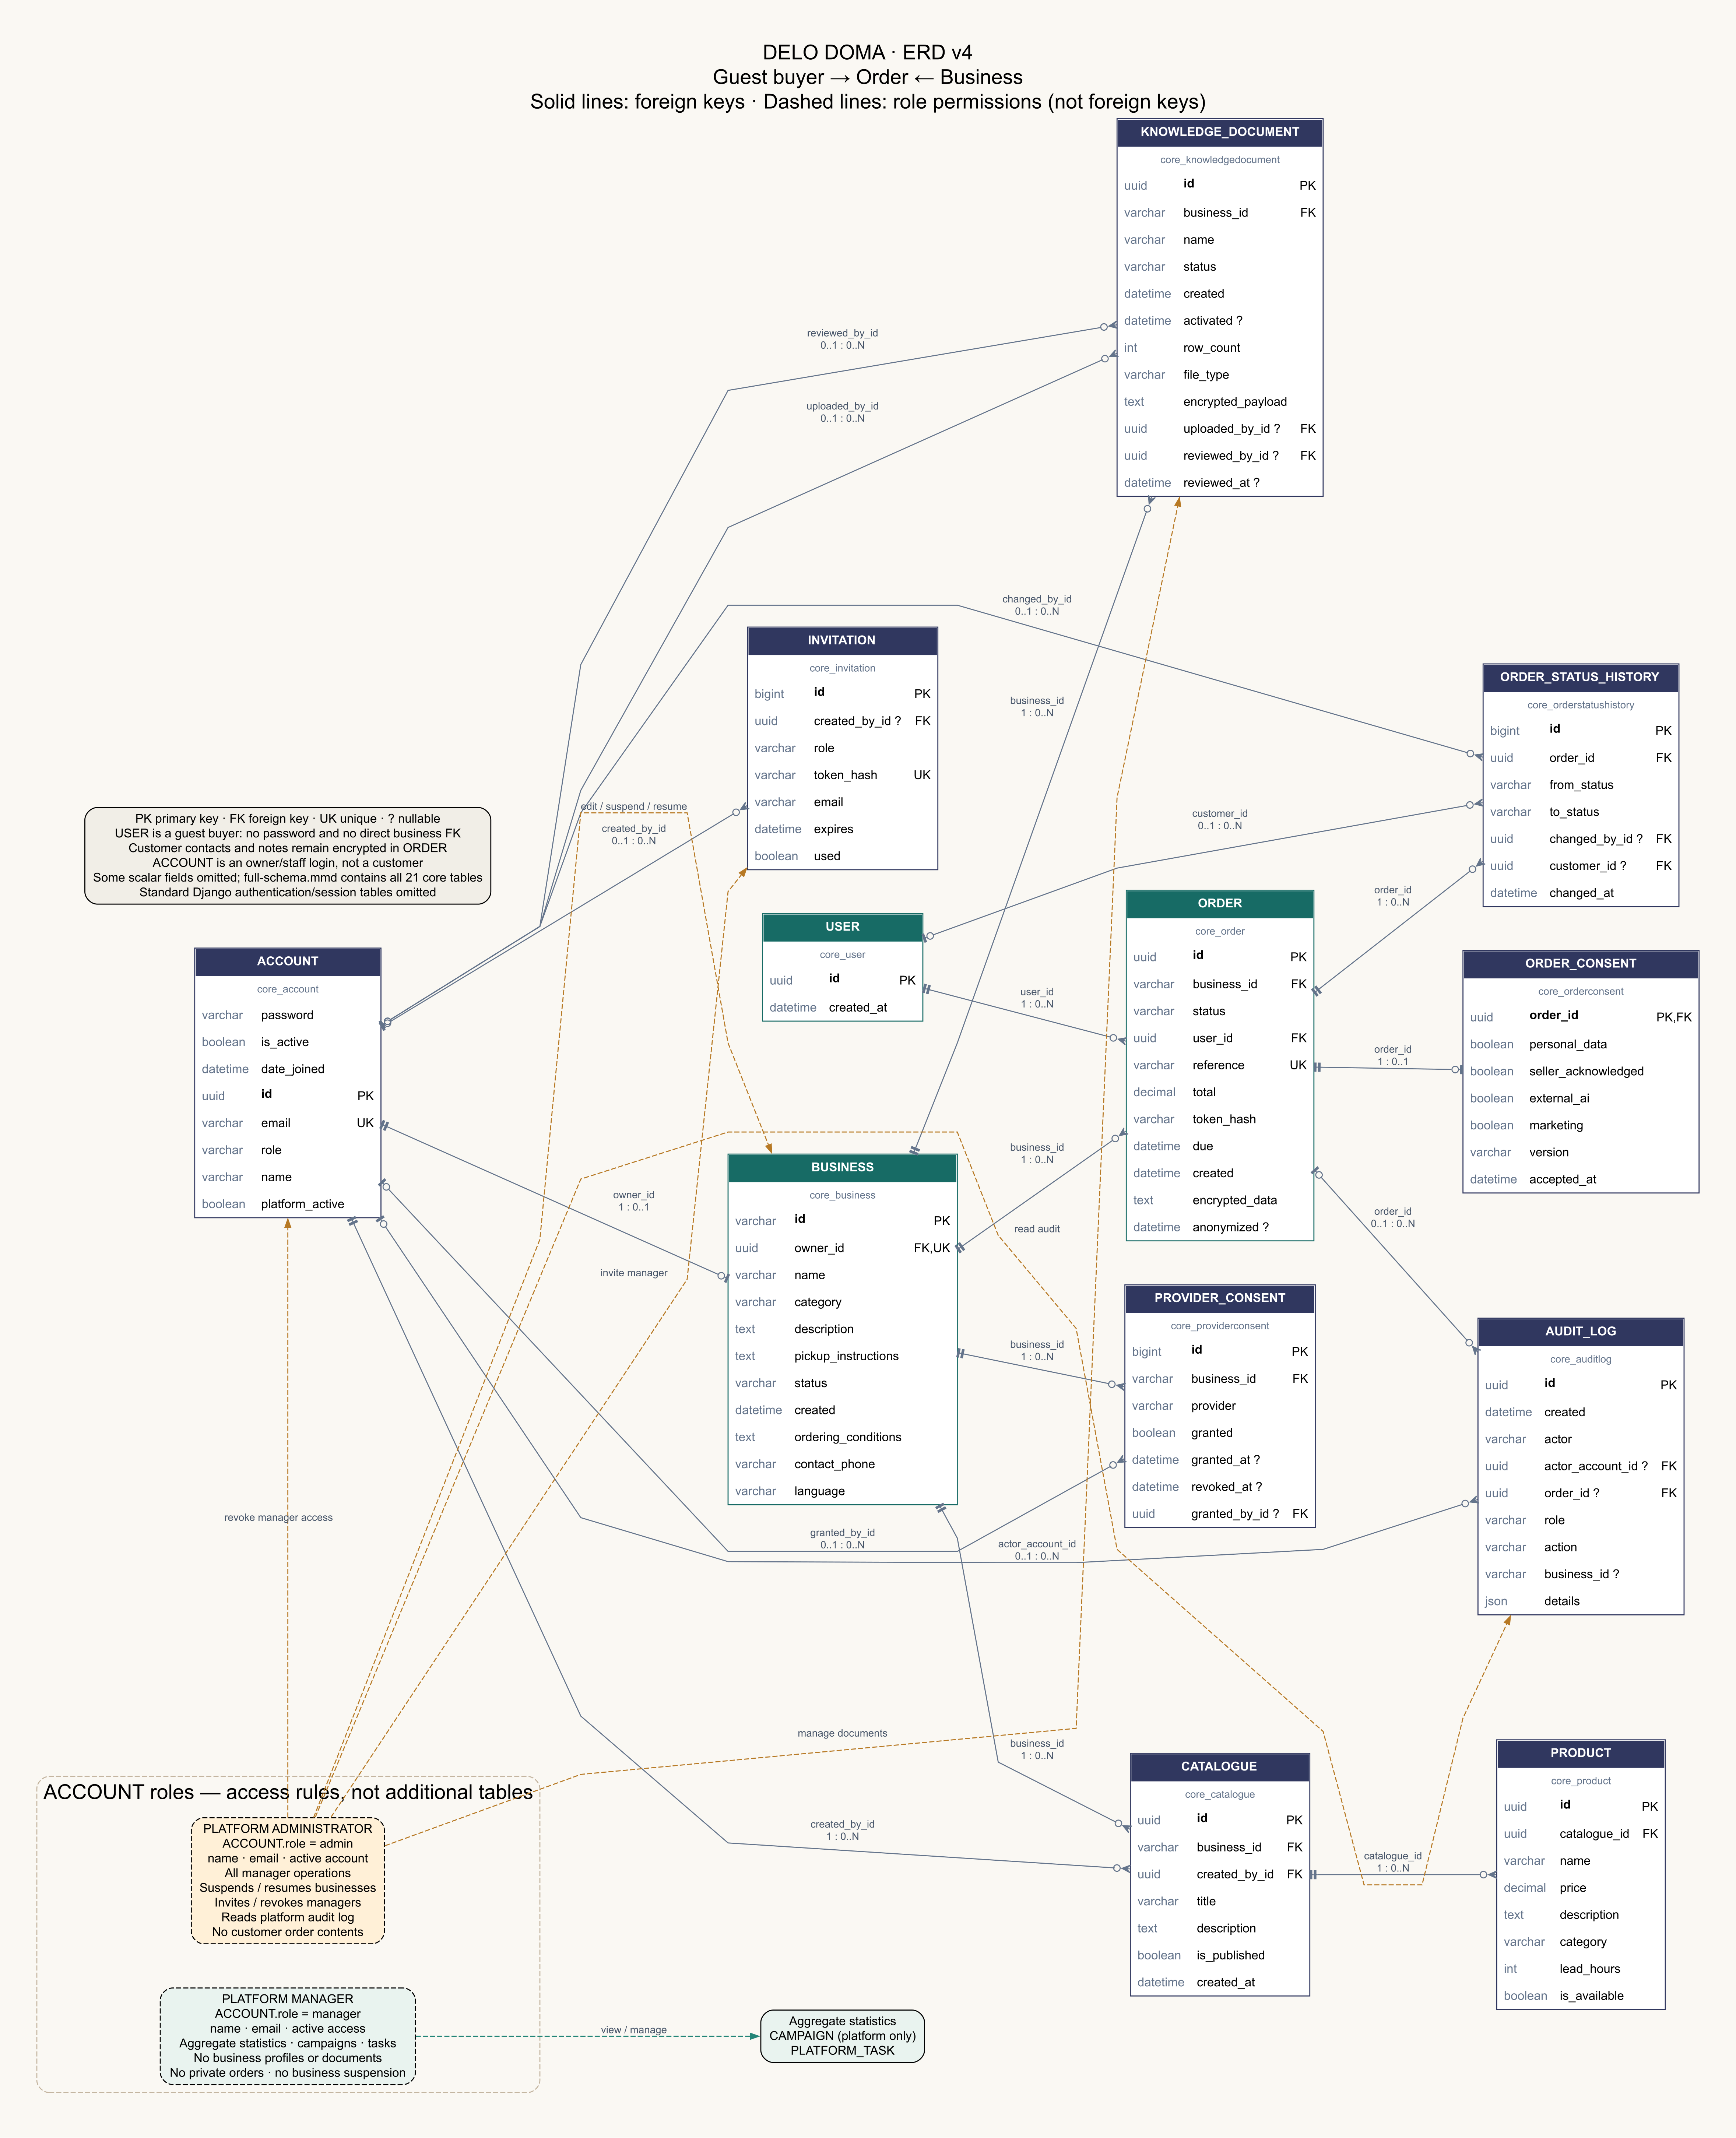 DELO DOMA · ERD v4
Guest buyer → Order ← Business
Solid lines: foreign keys · Dashed lines: role permissions (not foreign keys)
KNOWLEDGE_DOCUMENT
core_knowledgedocument
uuid id PK
varchar business_id FK
varchar name
varchar status
datetime created
datetime activated ?
int row_count
varchar file_type
text encrypted_payload
uuid uploaded_by_id ? FK
uuid reviewed_by_id ? FK
datetime reviewed_at ?
reviewed_by_id
0..1 : 0..N
uploaded_by_id
0..1 : 0..N
changed_by_id
0..1 : 0..N
INVITATION
core_invitation
bigint id PK
uuid created_by_id ? FK
varchar role
varchar token_hash UK
varchar email
datetime expires
boolean used
business_id
1 : 0..N
ORDER_STATUS_HISTORY
core_orderstatushistory
bigint id PK
uuid order_id FK
varchar from_status
varchar to_status
uuid changed_by_id ? FK
uuid customer_id ? FK
datetime changed_at
edit / suspend / resume
created_by_id
0..1 : 0..N
customer_id
0..1 : 0..N
PK primary key · FK foreign key · UK unique · ? nullable
USER is a guest buyer: no password and no direct business FK
Customer contacts and notes remain encrypted in ORDER
ACCOUNT is an owner/staff login, not a customer
Some scalar fields omitted; full-schema.mmd contains all 21 core tables
Standard Django authentication/session tables omitted
order_id
1 : 0..N
USER
core_user
uuid id PK
datetime created_at
user_id
1 : 0..N
ORDER
core_order
uuid id PK
varchar business_id FK
varchar status
uuid user_id FK
varchar reference UK
decimal total
varchar token_hash
datetime due
datetime created
text encrypted_data
datetime anonymized ?
ORDER_CONSENT
core_orderconsent
uuid order_id PK,FK
boolean personal_data
boolean seller_acknowledged
boolean external_ai
boolean marketing
varchar version
datetime accepted_at
order_id
1 : 0..1
ACCOUNT
core_account
varchar password
boolean is_active
datetime date_joined
uuid id PK
varchar email UK
varchar role
varchar name
boolean platform_active
business_id
1 : 0..N
owner_id
1 : 0..1
BUSINESS
core_business
varchar id PK
uuid owner_id FK,UK
varchar name
varchar category
text description
text pickup_instructions
varchar status
datetime created
text ordering_conditions
varchar contact_phone
varchar language
read audit
order_id
0..1 : 0..N
invite manager
PROVIDER_CONSENT
core_providerconsent
bigint id PK
varchar business_id FK
varchar provider
boolean granted
datetime granted_at ?
datetime revoked_at ?
uuid granted_by_id ? FK
business_id
1 : 0..N
AUDIT_LOG
core_auditlog
uuid id PK
datetime created
varchar actor
uuid actor_account_id ? FK
uuid order_id ? FK
varchar role
varchar action
varchar business_id ?
json details
revoke manager access
granted_by_id
0..1 : 0..N
actor_account_id
0..1 : 0..N
manage documents
business_id
1 : 0..N
CATALOGUE
core_catalogue
uuid id PK
varchar business_id FK
uuid created_by_id FK
varchar title
text description
boolean is_published
datetime created_at
PRODUCT
core_product
uuid id PK
uuid catalogue_id FK
varchar name
decimal price
text description
varchar category
int lead_hours
boolean is_available
created_by_id
1 : 0..N
catalogue_id
1 : 0..N
ACCOUNT roles — access rules, not additional tables
PLATFORM ADMINISTRATOR
ACCOUNT.role = admin
name · email · active account
All manager operations
Suspends / resumes businesses
Invites / revokes managers
Reads platform audit log
No customer order contents
PLATFORM MANAGER
ACCOUNT.role = manager
name · email · active access
Aggregate statistics · campaigns · tasks
No business profiles or documents
No private orders · no business suspension
view / manage
Aggregate statistics
CAMPAIGN (platform only)
PLATFORM_TASK